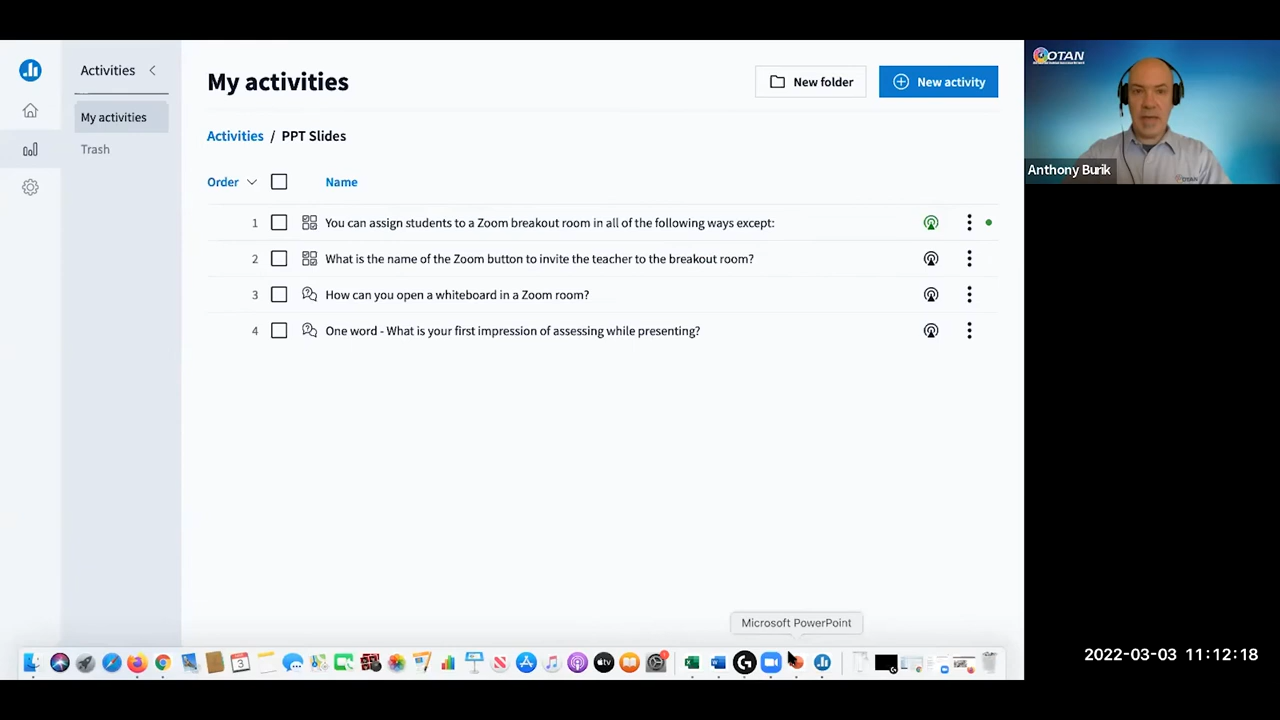 Activities
My activities
Trash
My activities
New folder
New activity
Activities / PPT Slides
Order
Name
1 You can assign students to a Zoom breakout room in all of the following ways except:
2 What is the name of the Zoom button to invite the teacher to the breakout room?
3 How can you open a whiteboard in a Zoom room?
4 One word - What is your first impression of assessing while presenting?
Microsoft PowerPoint
3
tv
OTAN
OTAN
Anthony Burik
2022-03-03 11:12:18